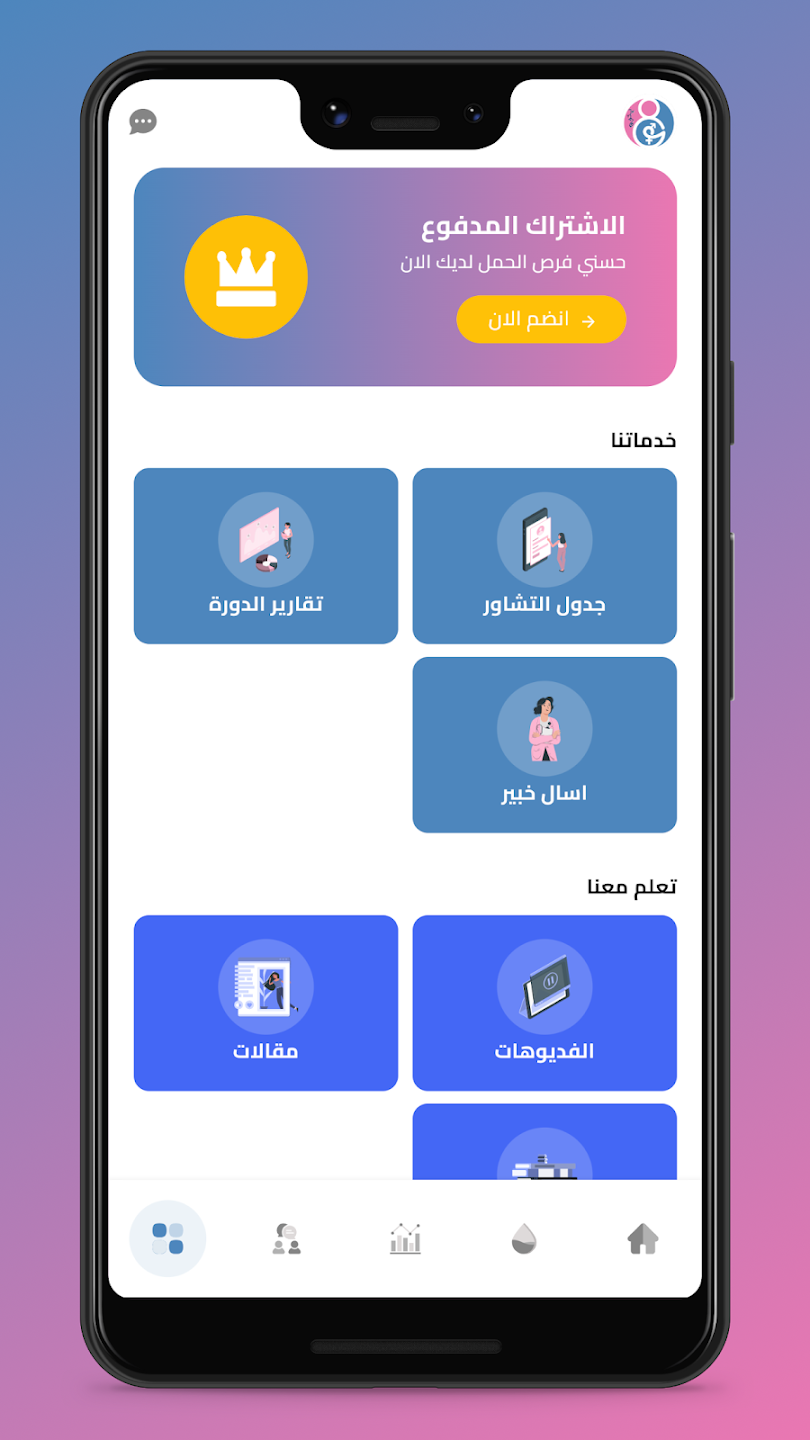 الاشتراك المدفوع
حسني فرص الحمل لديك الان
انضم الان
خدماتنا
جدول التشاور
تقارير الدورة
اسال خبير
تعلم معنا
الفديوهات
مقالات